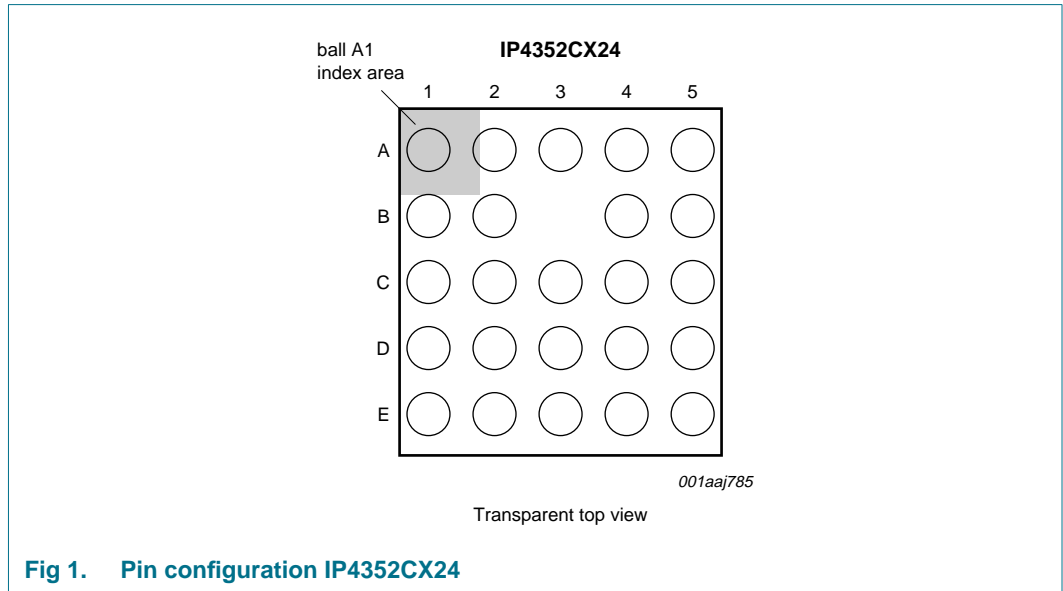 ball A1
index area
IP4352CX24
1 2 3 4 5
A
B
C
D
E
001aaj785
Transparent top view
Fig 1. Pin configuration IP4352CX24